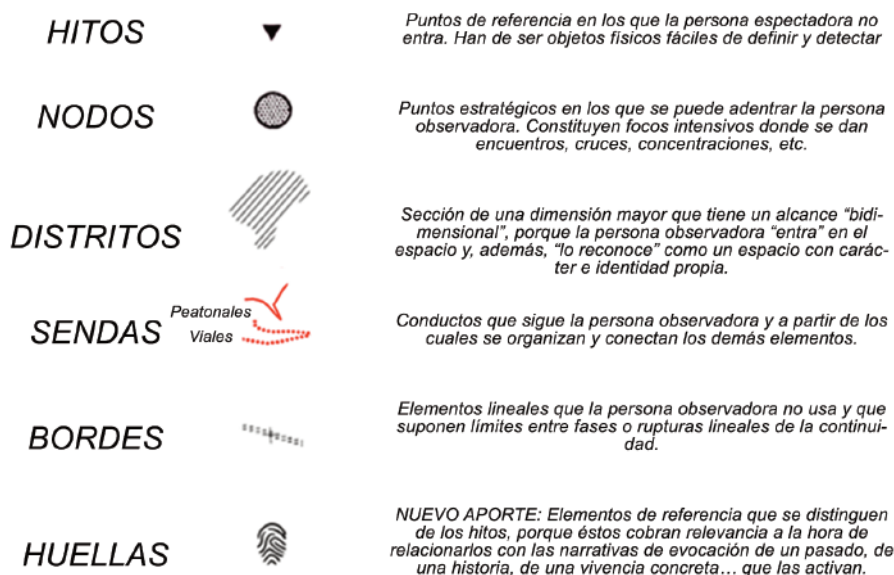 HITOS
Puntos de referencia en los que la persona espectadora no
entra. Han de ser objetos físicos fáciles de definir y detectar
NODOS
Puntos estratégicos en los que se puede adentrar la persona
observadora. Constituyen focos intensivos donde se dan
encuentros, cruces, concentraciones, etc.
DISTRITOS
Sección de una dimensión mayor que tiene un alcance “bidi-
mensional”, porque la persona observadora “entra” en el
espacio y, además, “lo reconoce” como un espacio con carác-
ter e identidad propia.
SENDAS
Peatonales
Viales
Conductos que sigue la persona observadora y a partir de los
cuales se organizan y conectan los demás elementos.
BORDES
Elementos lineales que la persona observadora no usa y que
suponen límites entre fases o rupturas lineales de la continui-
dad.
HUELLAS
NUEVO APORTE: Elementos de referencia que se distinguen
de los hitos, porque éstos cobran relevancia a la hora de
relacionarlos con las narrativas de evocación de un pasado, de
una historia, de una vivencia concreta… que las activan.